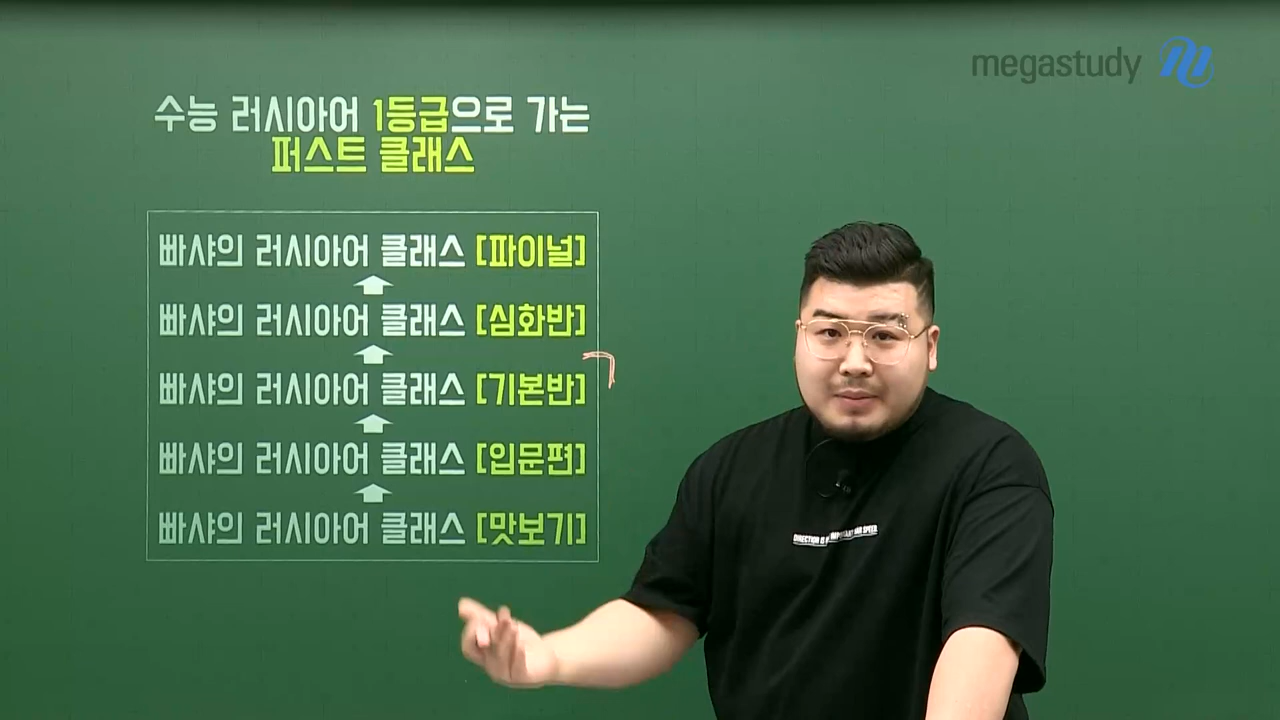 megastudy
수능 러시아어 1등급으로 가는
퍼스트 클래스
빠샤의 러시아어 클래스 [파이널]
빠샤의 러시아어 클래스 [심화반]
빠샤의 러시아어 클래스 [기본반]
빠샤의 러시아어 클래스 [입문편]
빠샤의 러시아어 클래스 [맛보기]